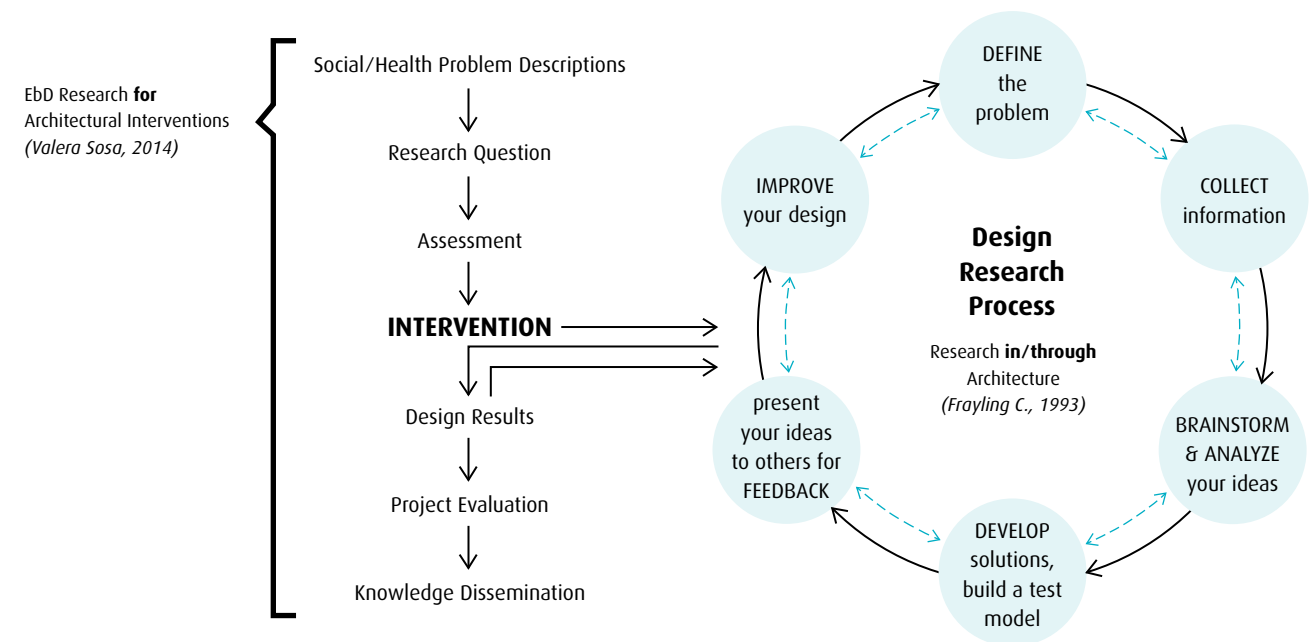 EbD Research for
Architectural Interventions
(Valera Sosa, 2014)
Social/Health Problem Descriptions
Research Question
Assessment
INTERVENTION
Design Results
Project Evaluation
Knowledge Dissemination
DEFINE
the
problem
COLLECT
information
BRAINSTORM
& ANALYZE
your ideas
DEVELOP
solutions,
build a test
model
present
your ideas
to others for
FEEDBACK
IMPROVE
your design
Design
Research
Process
Research in/through
Architecture
(Frayling C., 1993)